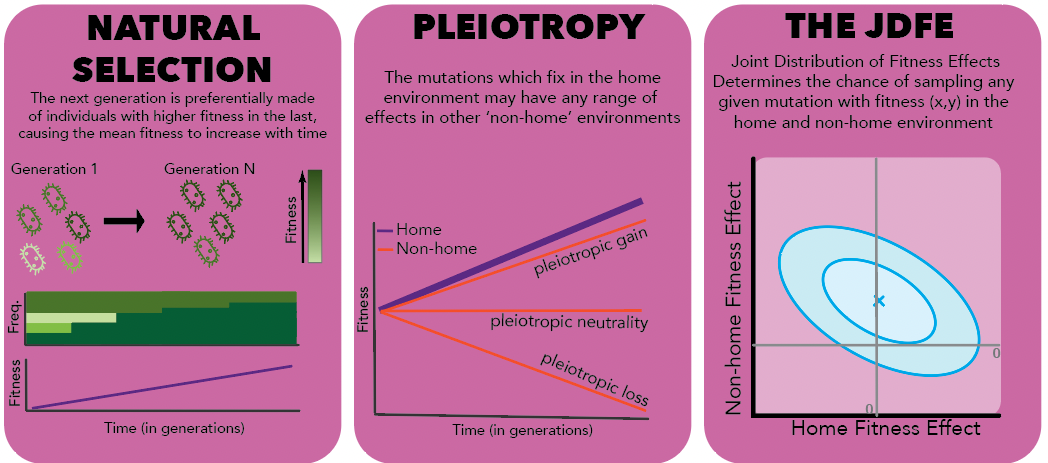 NATURAL
SELECTION
The next generation is preferentially made
of individuals with higher fitness in the last,
causing the mean fitness to increase with time
Generation 1
Generation N
Fitness
Freq.
Fitness
Time (in generations)
PLEIOTROPY
The mutations which fix in the home
environment may have any range of
effects in other 'non-home' environments
Home
Non-home
pleiotropic gain
pleiotropic neutrality
pleiotropic loss
Fitness
Time (in generations)
THE JDFE
Joint Distribution of Fitness Effects
Determines the chance of sampling any
given mutation with fitness (x,y) in the
home and non-home environment
Non-home Fitness Effect
0
0
Home Fitness Effect